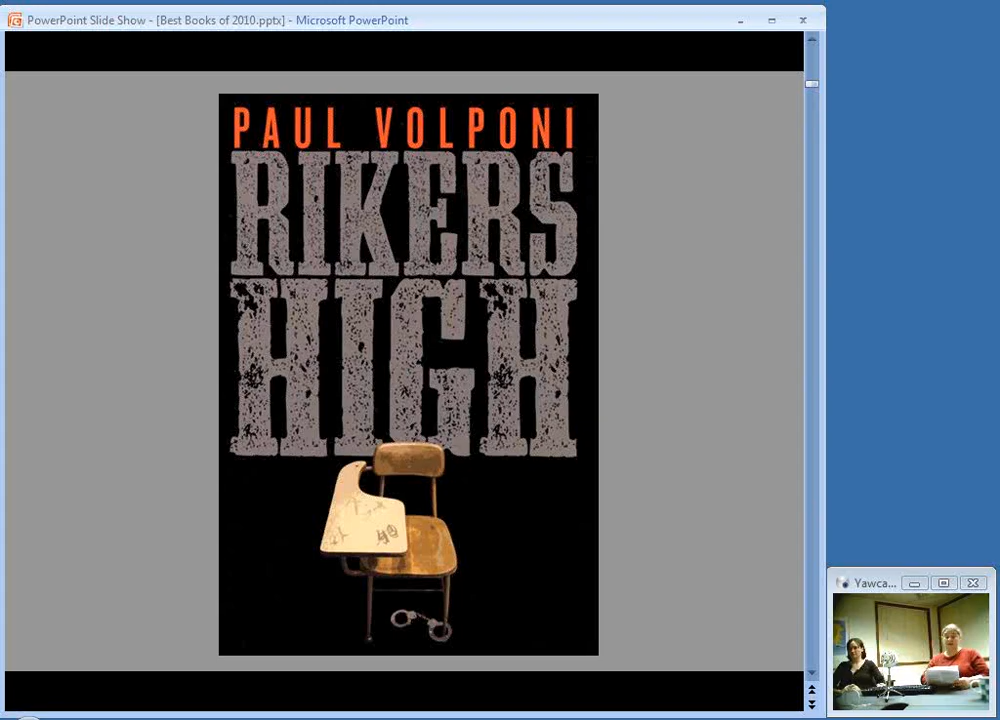 PowerPoint Slide Show - [Best Books of 2010.pptx] - Microsoft PowerPoint
PAUL VOLPONI
RIKERS
HIGH
Yawca...